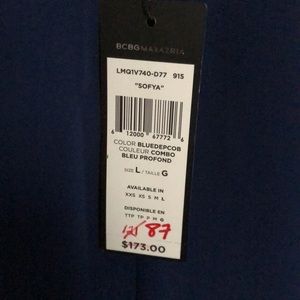 BCBGMAXAZRIA
LMQ1V740-D77 915
"SOFYA"
6 12000 67772 6
COLOR BLUEDEPCOB
COULEUR COMBO
BLEU PROFOND
SIZE L / TAILLE G
AVAILABLE IN
XXS XS S M L
DISPONIBLE EN
TTP TP P M G
87
$173.00